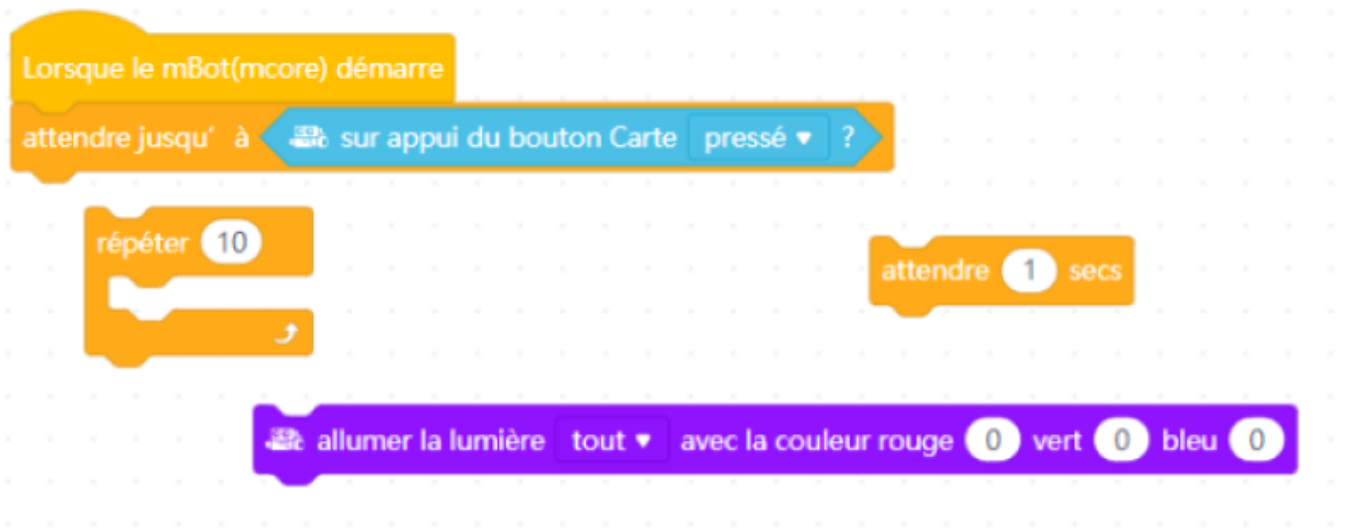 Lorsque le mBot(mcore) démarre
attendre jusqu' à sur appui du bouton Carte pressé ?
répéter 10
attendre 1 secs
allumer la lumière tout avec la couleur rouge 0 vert 0 bleu 0